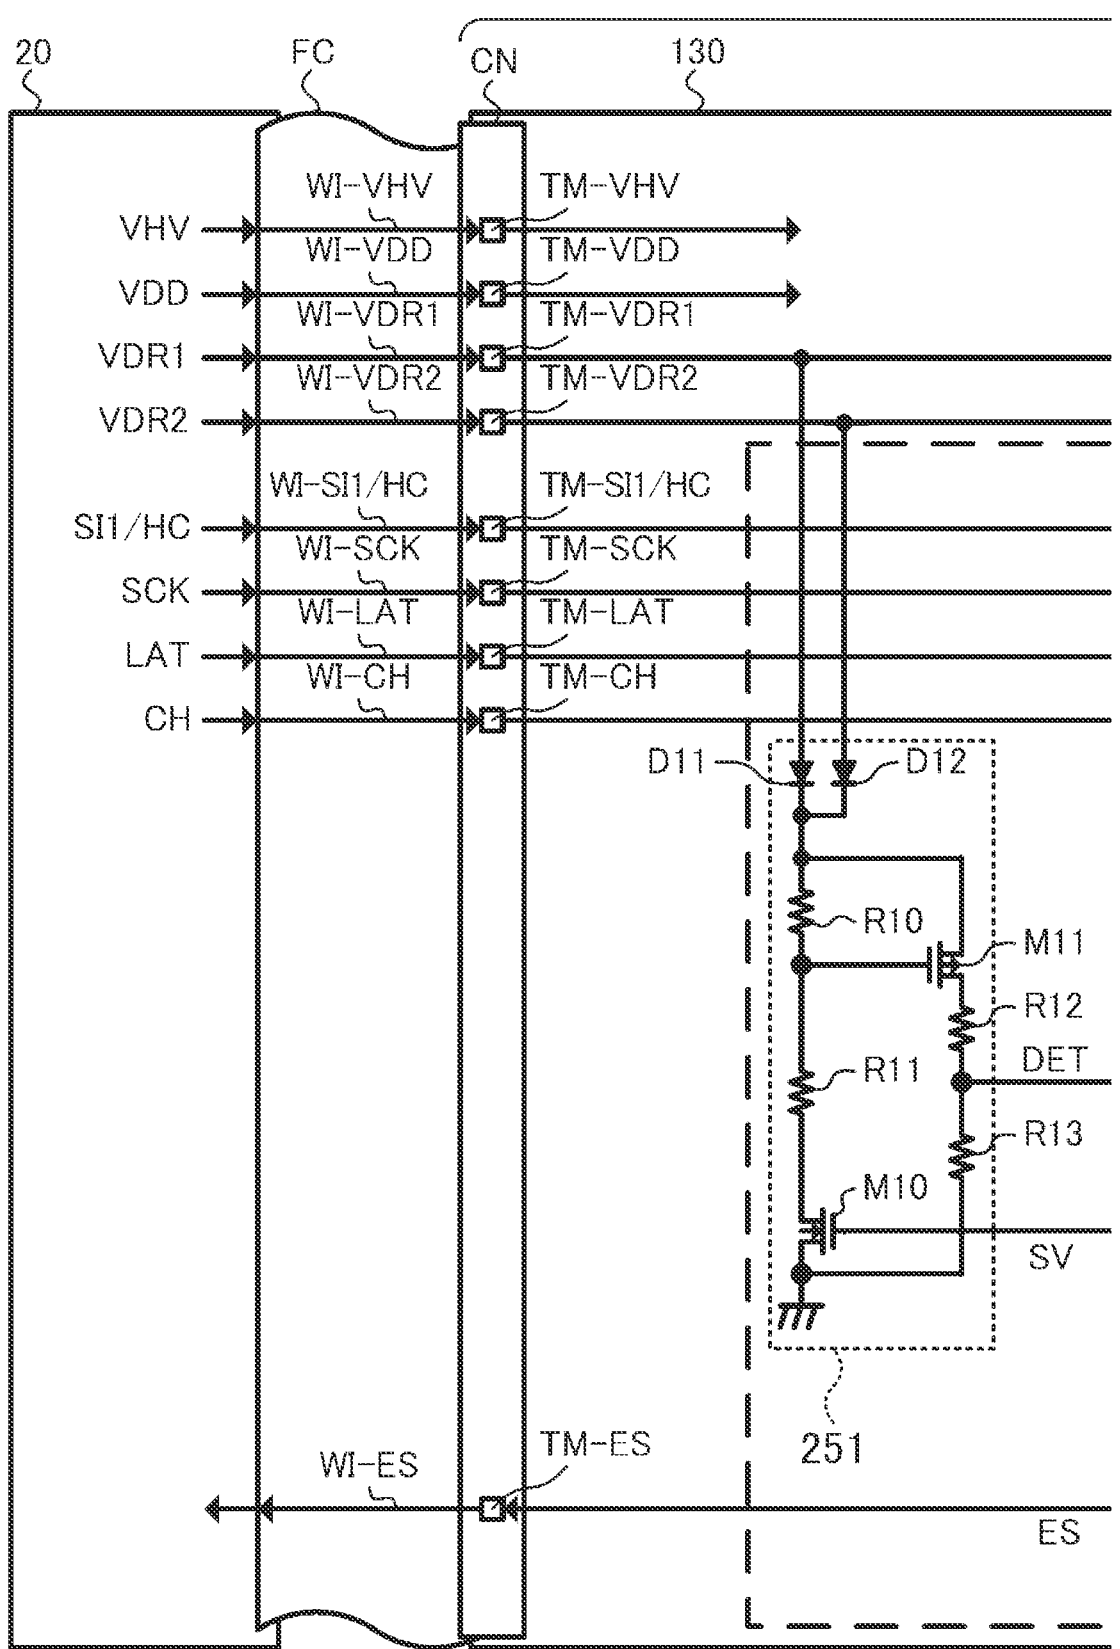 20
FC
CN
130
WI-VHV
TM-VHV
VHV
WI-VDD
TM-VDD
VDD
WI-VDR1
TM-VDR1
VDR1
WI-VDR2
TM-VDR2
VDR2
WI-SI1/HC
TM-SI1/HC
SI1/HC
WI-SCK
TM-SCK
SCK
WI-LAT
TM-LAT
LAT
WI-CH
TM-CH
CH
D11
D12
R10
M11
R12
DET
R11
R13
M10
SV
251
WI-ES
TM-ES
ES